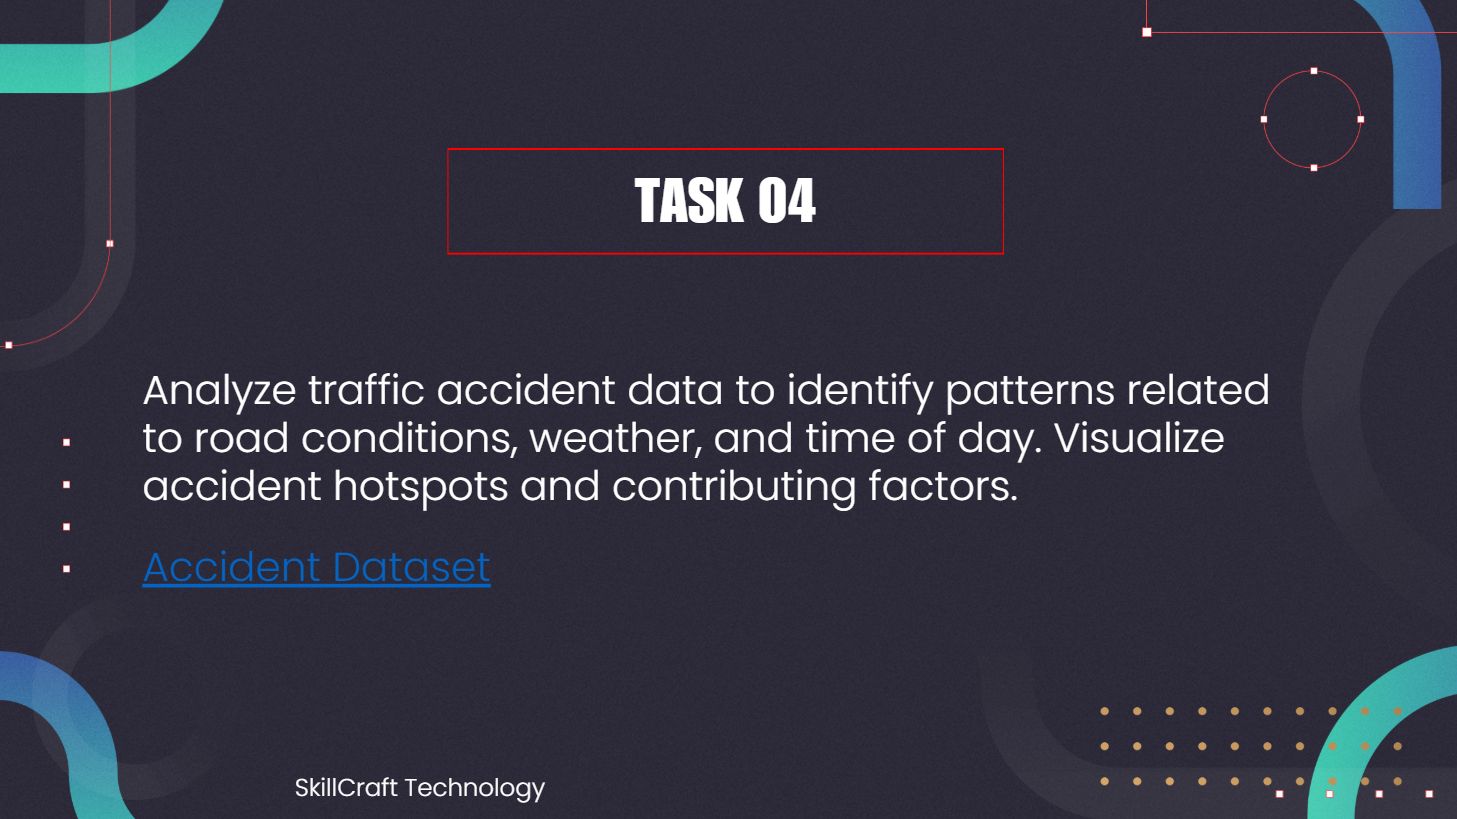 TASK 04
Analyze traffic accident data to identify patterns related
to road conditions, weather, and time of day. Visualize
accident hotspots and contributing factors.
Accident Dataset
SkillCraft Technology